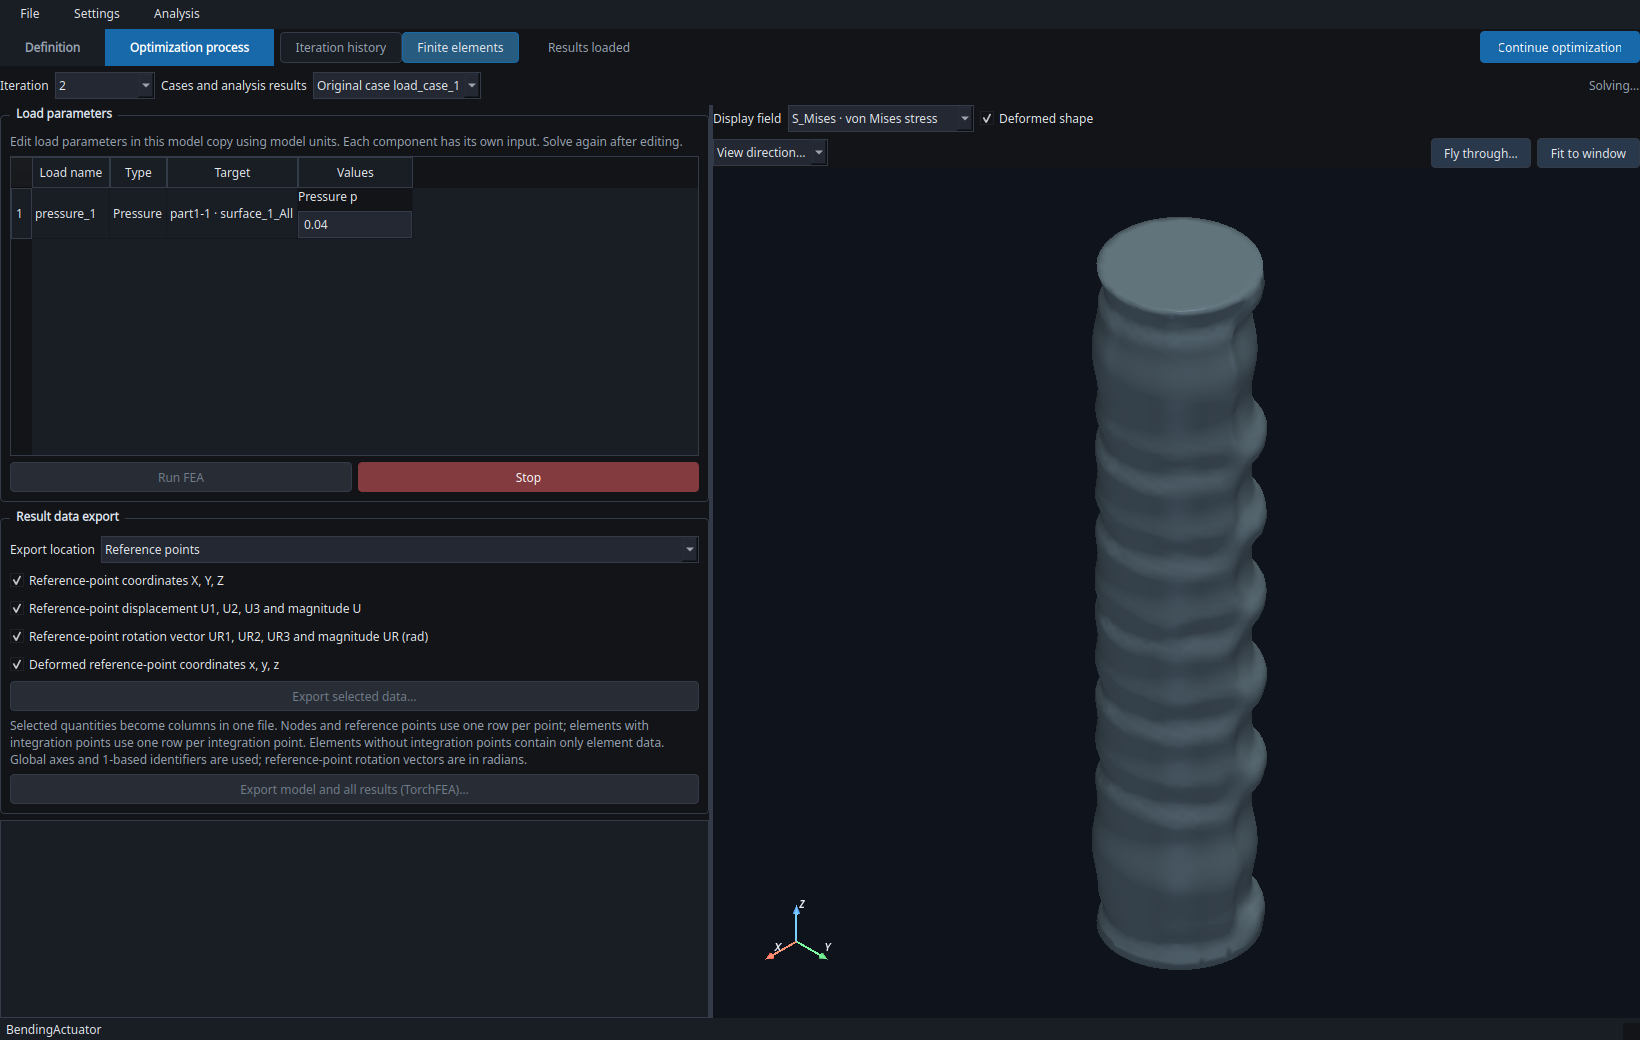 File Settings Analysis
Definition Optimization process Iteration history Finite elements Results loaded Continue optimization
Iteration 2 Cases and analysis results Original case load_case_1 Solving...
Load parameters
Edit load parameters in this model copy using model units. Each component has its own input. Solve again after editing.
Load name Type Target Values
1 pressure_1 Pressure part1-1 · surface_1_All Pressure p
0.04
Run FEA Stop
Result data export
Export location Reference points
Reference-point coordinates X, Y, Z
Reference-point displacement U1, U2, U3 and magnitude U
Reference-point rotation vector UR1, UR2, UR3 and magnitude UR (rad)
Deformed reference-point coordinates x, y, z
Export selected data...
Selected quantities become columns in one file. Nodes and reference points use one row per point; elements with
integration points use one row per integration point. Elements without integration points contain only element data.
Global axes and 1-based identifiers are used; reference-point rotation vectors are in radians.
Export model and all results (TorchFEA)...
Display field S_Mises · von Mises stress Deformed shape
View direction... Fly through... Fit to window
Z
X Y
BendingActuator